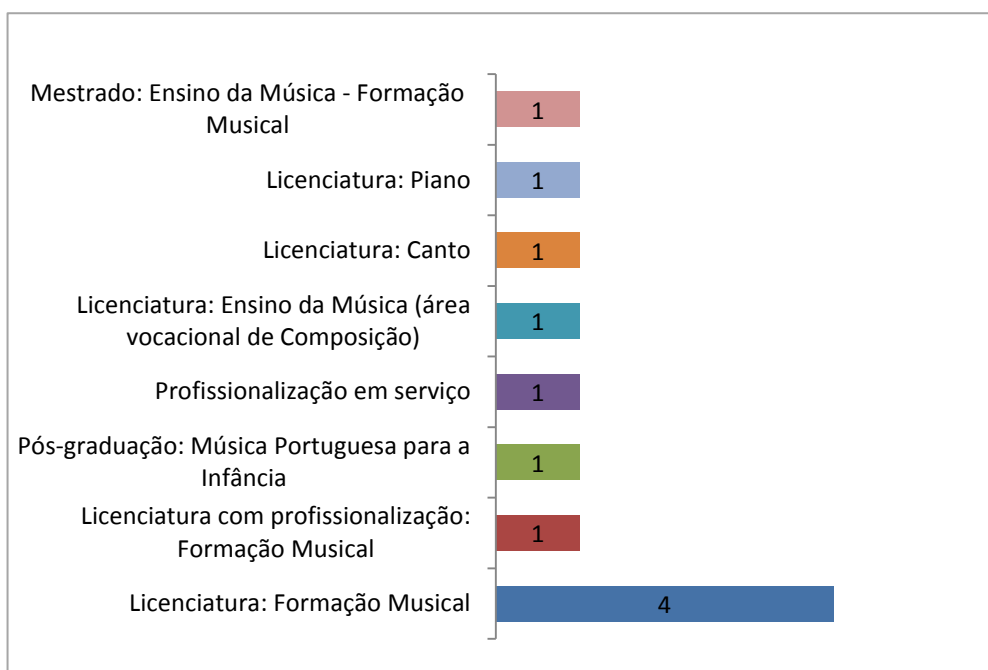 Mestrado: Ensino da Música - Formação
Musical
1
Licenciatura: Piano
1
Licenciatura: Canto
1
Licenciatura: Ensino da Música (área
vocacional de Composição)
1
Profissionalização em serviço
1
Pós-graduação: Música Portuguesa para a
Infância
1
Licenciatura com profissionalização:
Formação Musical
1
Licenciatura: Formação Musical
4